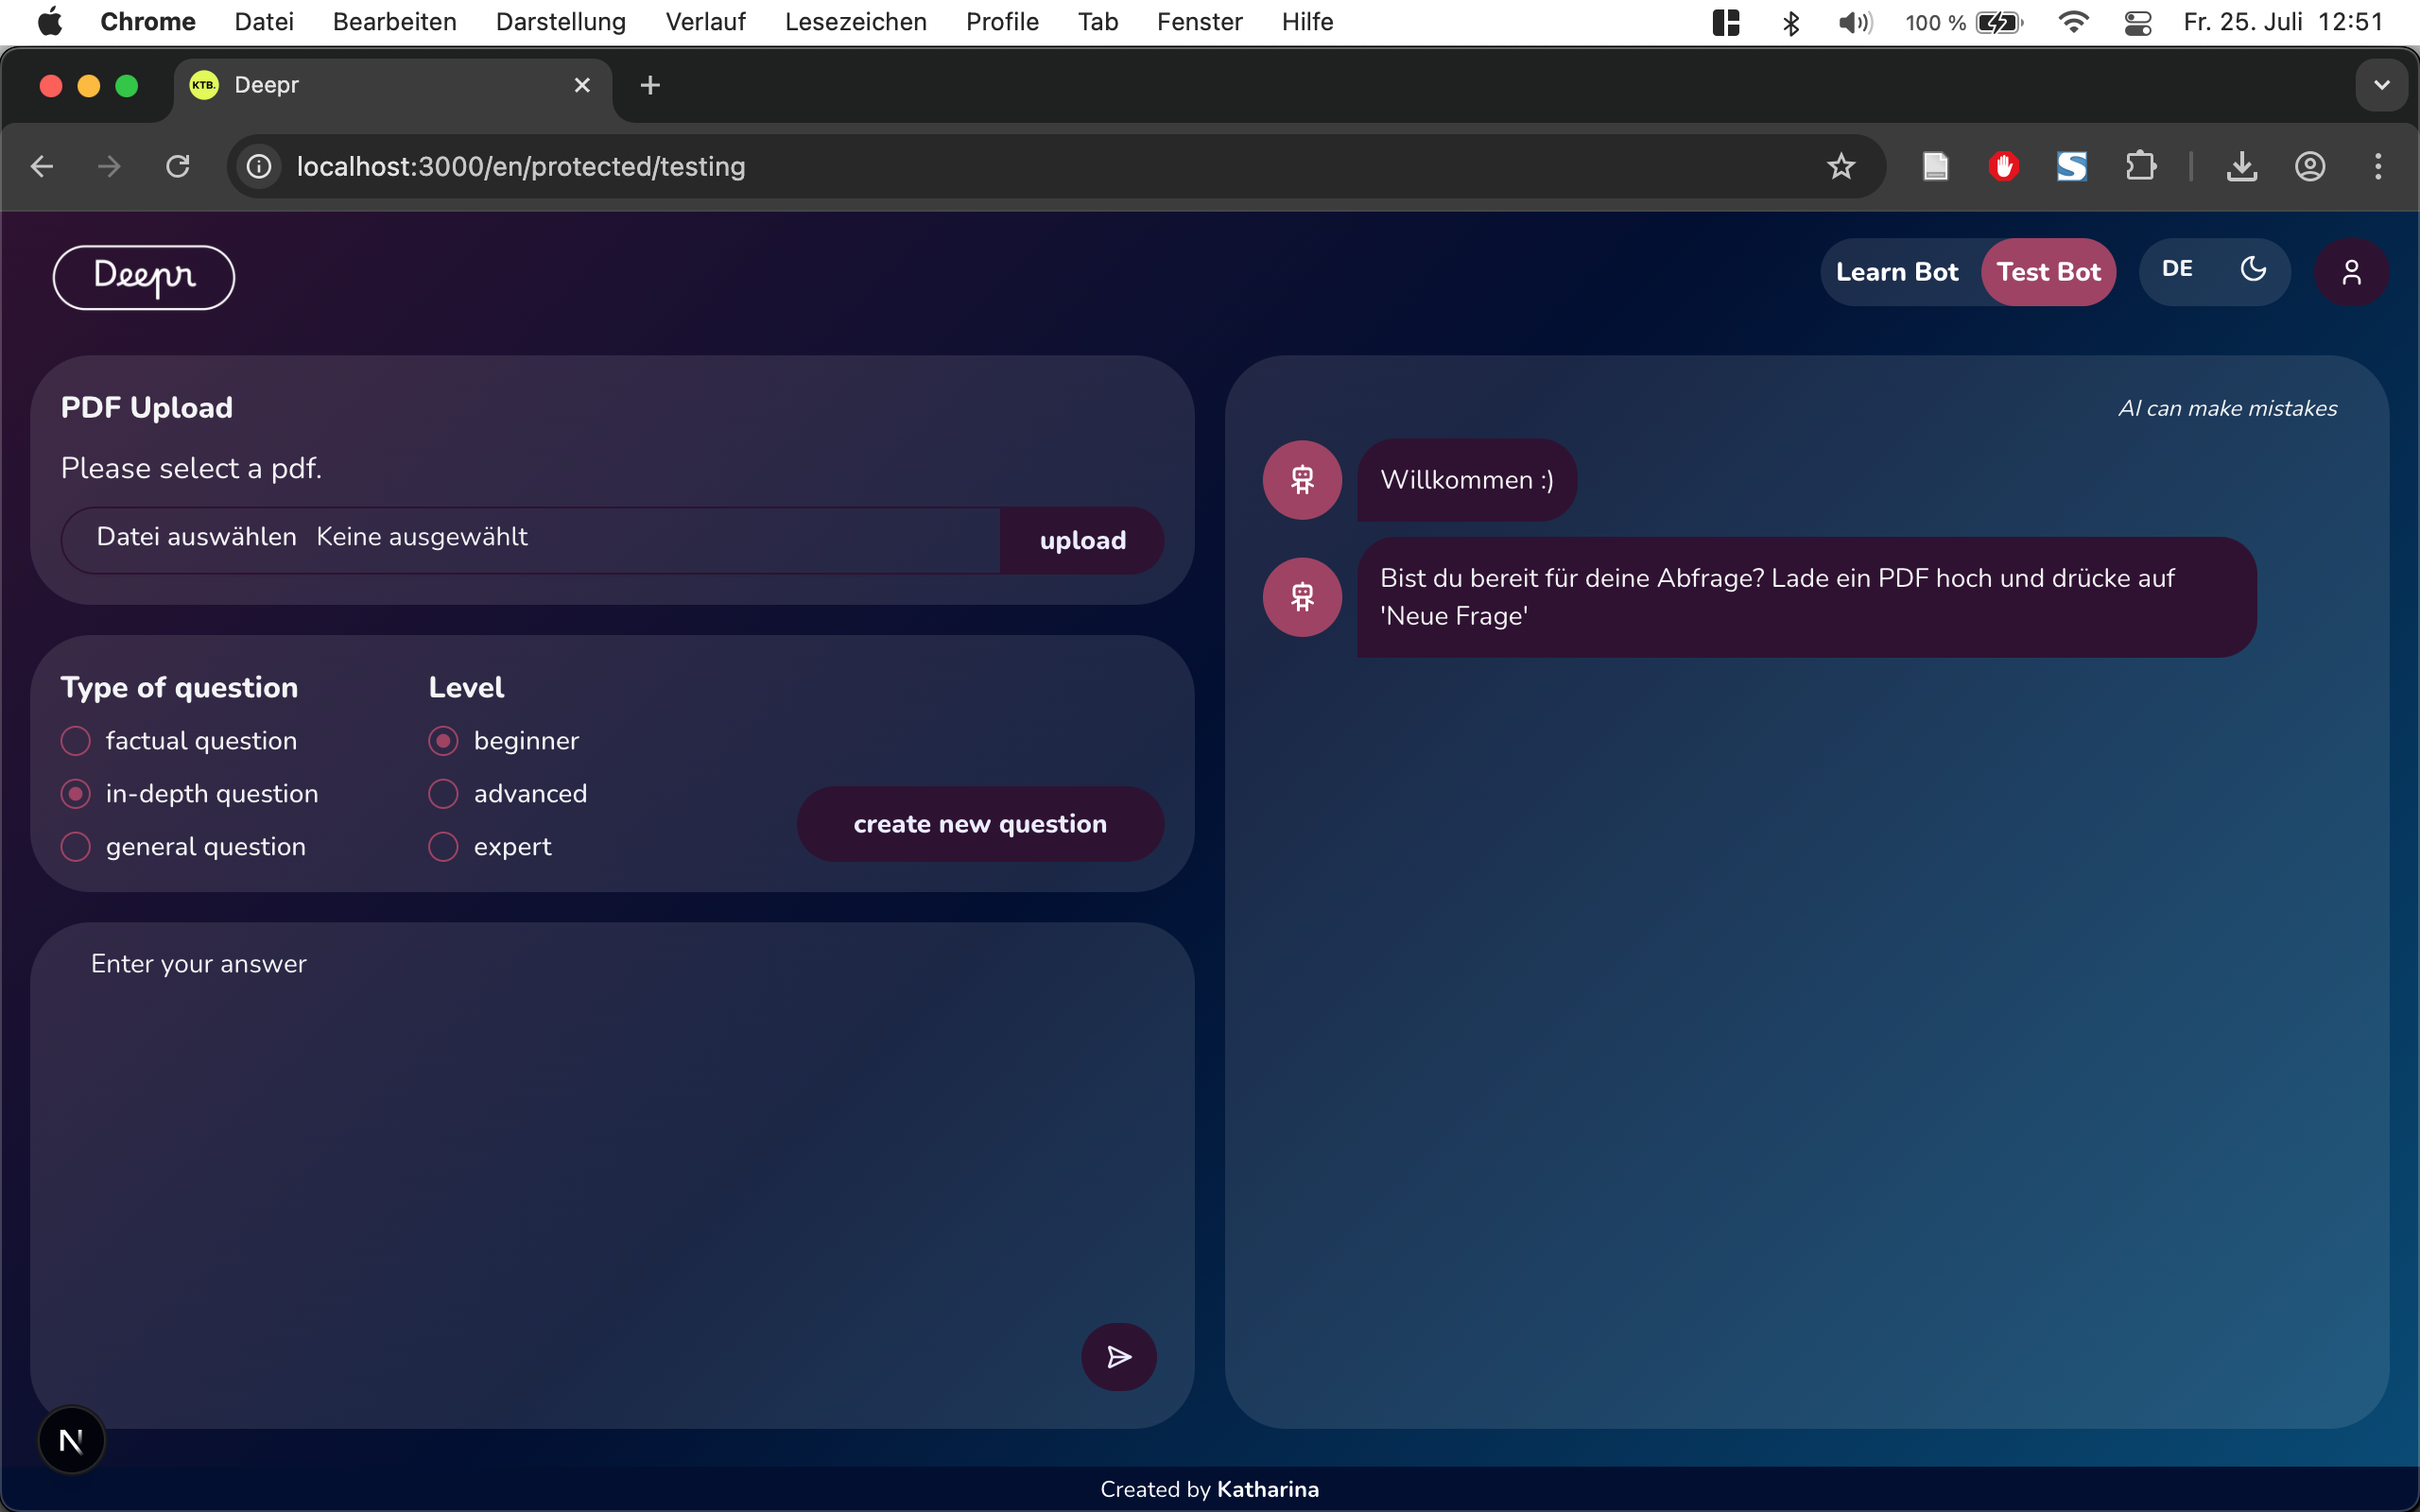 Chrome Datei Bearbeiten Darstellung Verlauf Lesezeichen Profile Tab Fenster Hilfe 100 % Fr. 25. Juli 12:51
KTB. Deepr
localhost:3000/en/protected/testing
Deepr
Learn Bot Test Bot DE
PDF Upload
Please select a pdf.
Datei auswählen Keine ausgewählt upload
Type of question
factual question
in-depth question
general question
Level
beginner
advanced
expert
create new question
Enter your answer
AI can make mistakes
Willkommen :)
Bist du bereit für deine Abfrage? Lade ein PDF hoch und drücke auf
'Neue Frage'
N
Created by Katharina